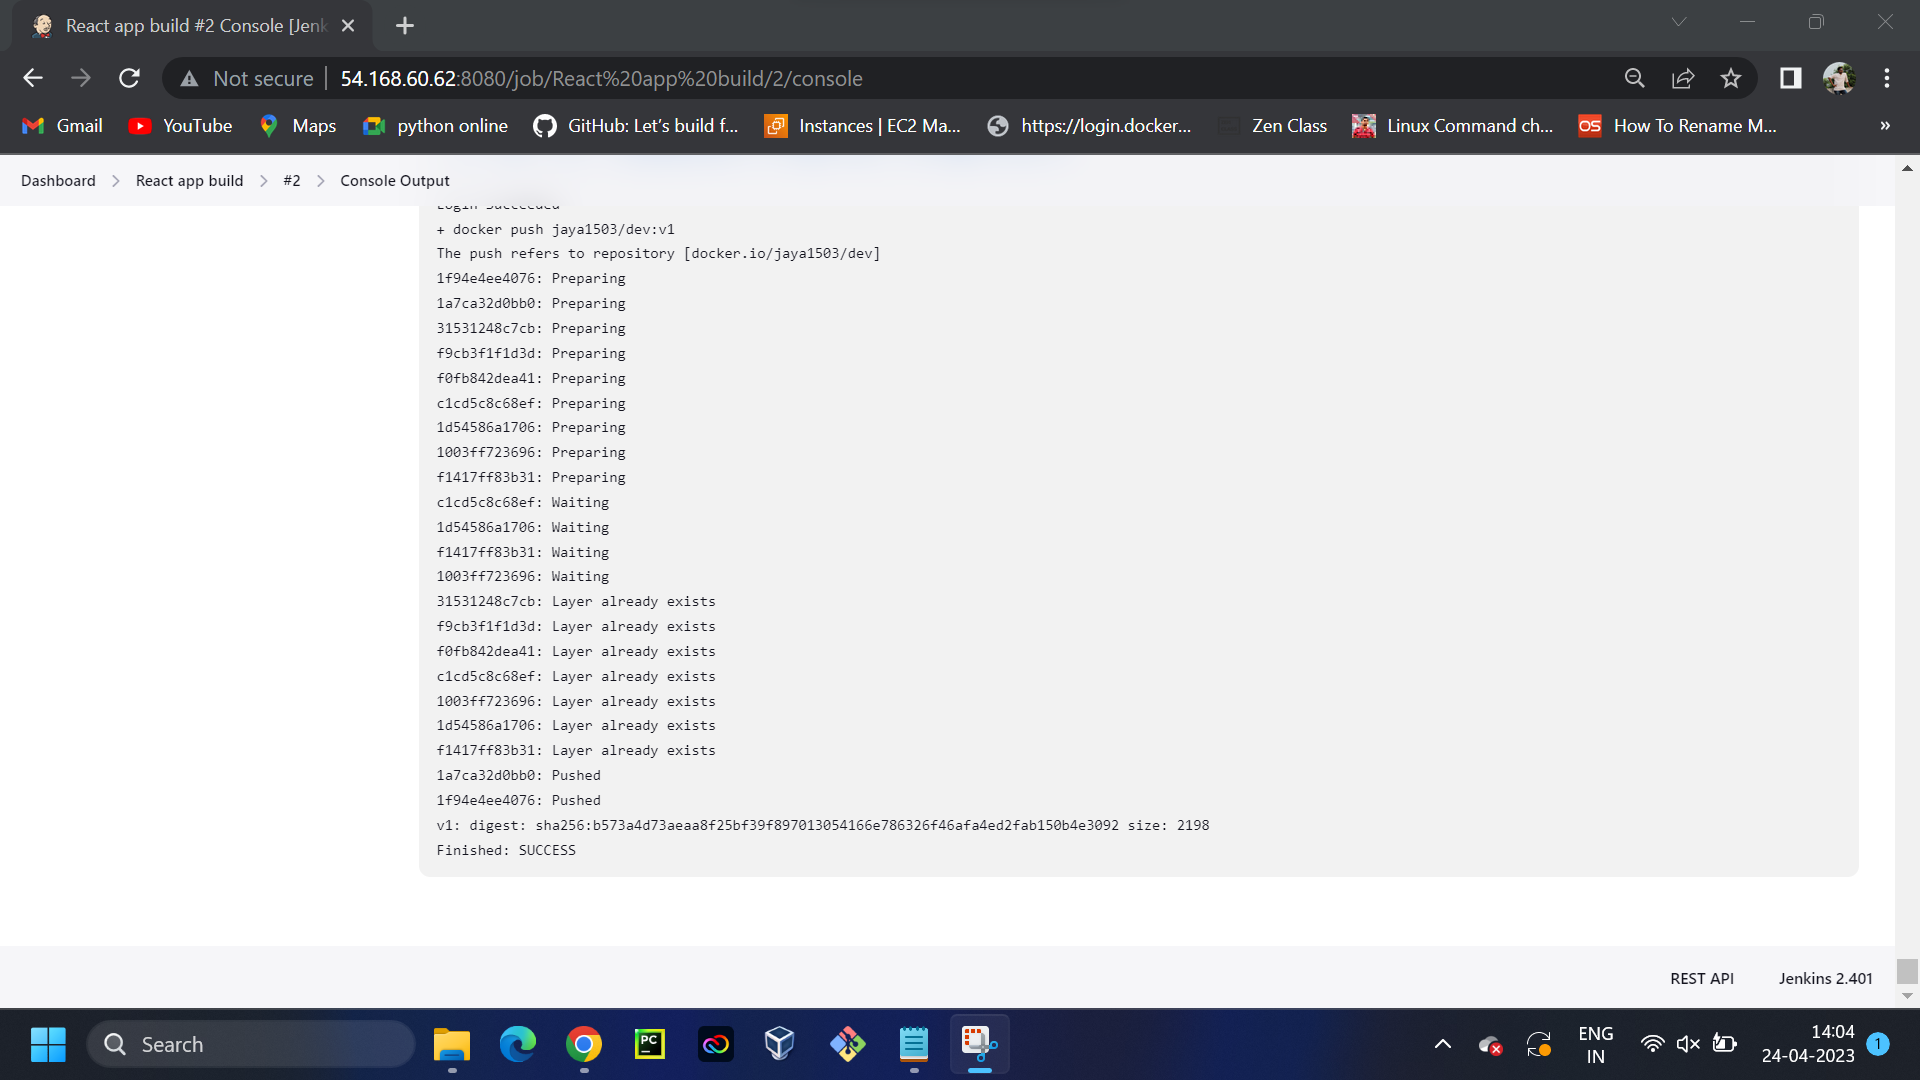 React app build #2 Console [Jenk
Not secure
54.168.60.62:8080/job/React%20app%20build/2/console
Gmail
YouTube
Maps
python online
GitHub: Let's build f...
Instances | EC2 Ma...
https://login.docker...
Zen Class
Linux Command ch...
OS
How To Rename M...
»
Dashboard
React app build
#2
Console Output
Login Succeeded
+ docker push jaya1503/dev:v1
The push refers to repository [docker.io/jaya1503/dev]
1f94e4ee4076: Preparing
1a7ca32d0bb0: Preparing
31531248c7cb: Preparing
f9cb3f1f1d3d: Preparing
f0fb842dea41: Preparing
c1cd5c8c68ef: Preparing
1d54586a1706: Preparing
1003ff723696: Preparing
f1417ff83b31: Preparing
c1cd5c8c68ef: Waiting
1d54586a1706: Waiting
f1417ff83b31: Waiting
1003ff723696: Waiting
31531248c7cb: Layer already exists
f9cb3f1f1d3d: Layer already exists
f0fb842dea41: Layer already exists
c1cd5c8c68ef: Layer already exists
1003ff723696: Layer already exists
1d54586a1706: Layer already exists
f1417ff83b31: Layer already exists
1a7ca32d0bb0: Pushed
1f94e4ee4076: Pushed
v1: digest: sha256:b573a4d73aeaa8f25bf39f897013054166e786326f46afa4ed2fab150b4e3092 size: 2198
Finished: SUCCESS
REST API
Jenkins 2.401
Search
PC
ENG
IN
14:04
24-04-2023
1